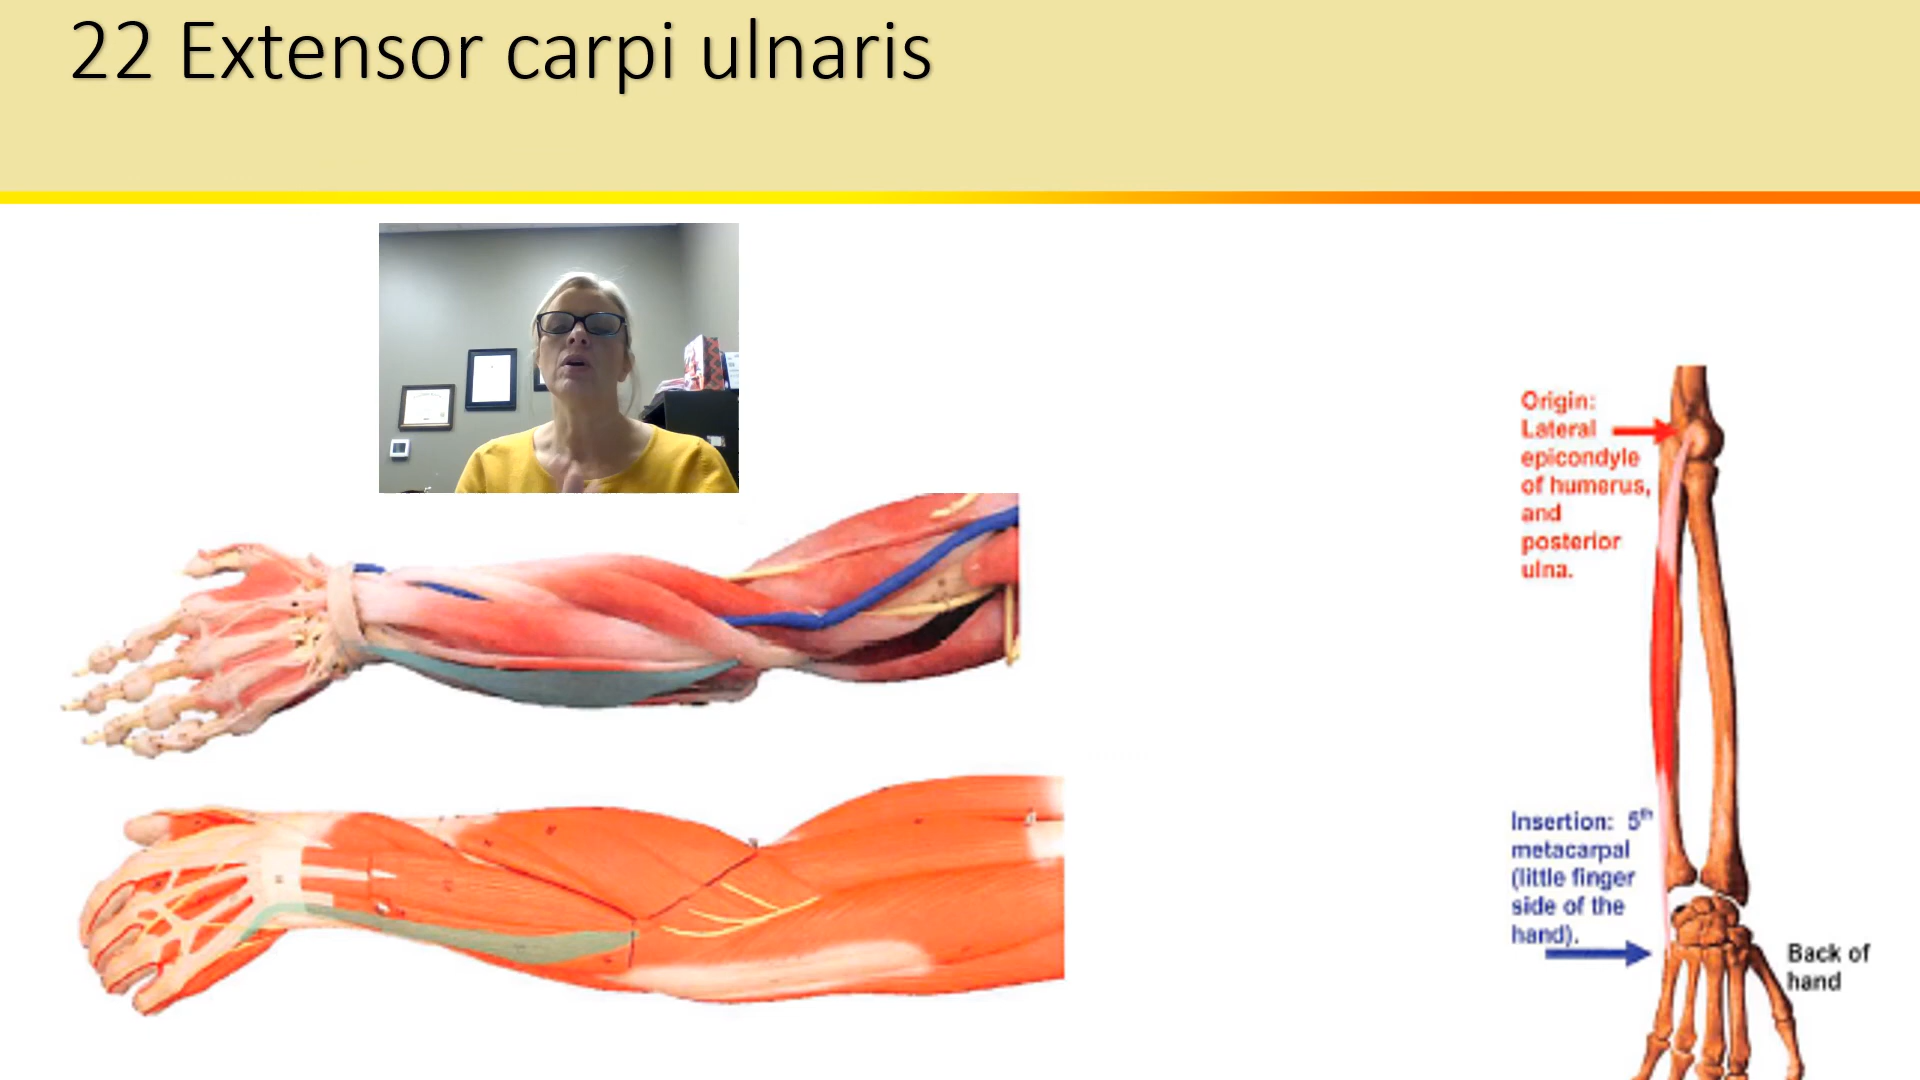 22 Extensor carpi ulnaris
Origin:
Lateral
epicondyle
of humerus,
and
posterior
ulna.
Insertion: 5th
metacarpal
(little finger
side of the
hand).
Back of
hand